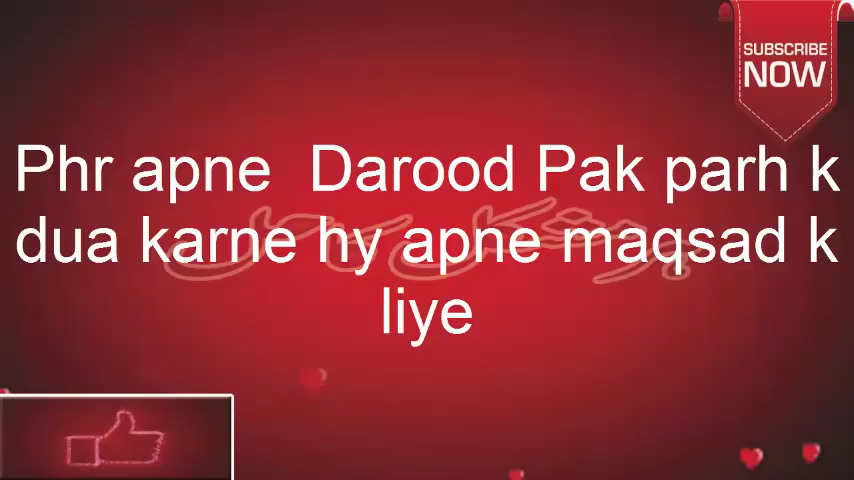 SUBSCRIBE
NOW
Phr apne Darood Pak parh k
dua karne hy apne maqsad k
liye